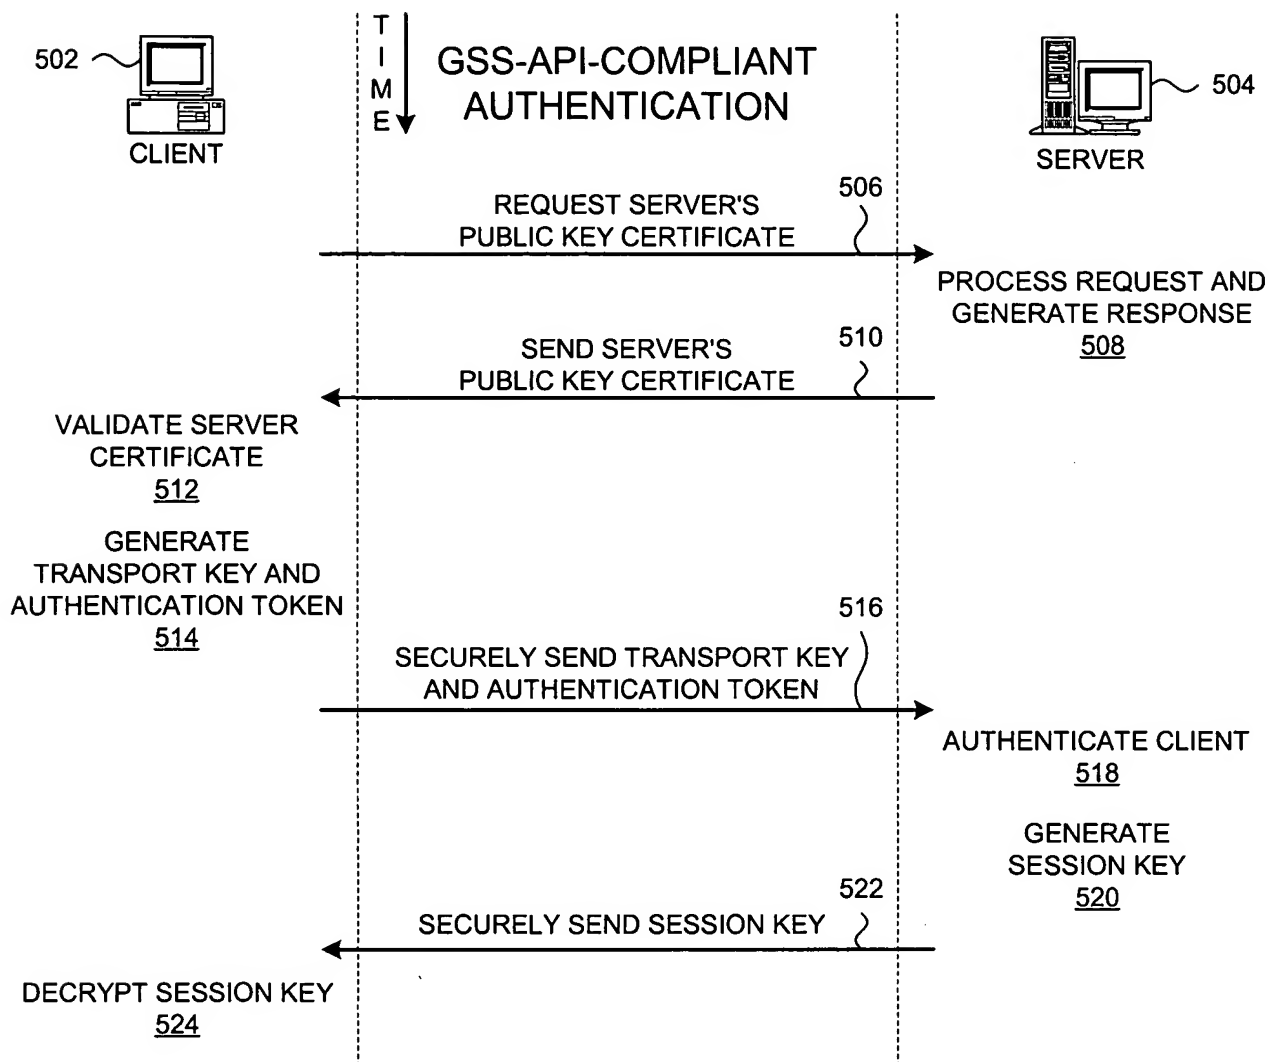 502
CLIENT
TIME
GSS-API-COMPLIANT
AUTHENTICATION
504
SERVER
REQUEST SERVER'S
PUBLIC KEY CERTIFICATE
506
PROCESS REQUEST AND
GENERATE RESPONSE
508
SEND SERVER'S
PUBLIC KEY CERTIFICATE
510
VALIDATE SERVER
CERTIFICATE
512
GENERATE
TRANSPORT KEY AND
AUTHENTICATION TOKEN
514
SECURELY SEND TRANSPORT KEY
AND AUTHENTICATION TOKEN
516
AUTHENTICATE CLIENT
518
GENERATE
SESSION KEY
520
SECURELY SEND SESSION KEY
522
DECRYPT SESSION KEY
524